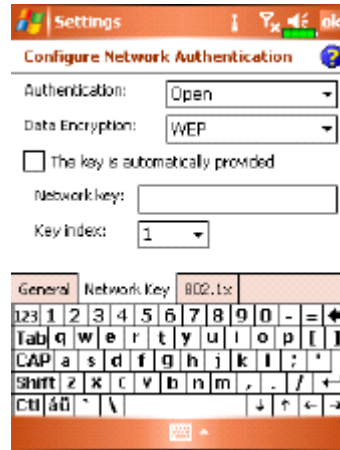 Settings ok
Configure Network Authentication ?
Authentication: Open
Data Encryption: WEP
The key is automatically provided
Network key:
Key index: 1
General Network Key 802.1x
123 1 2 3 4 5 6 7 8 9 0 - =
Tab q w e r t y u i o p [ ]
CAP a s d f g h j k l ; '
Shift z x c v b n m , . /
Ctl áü ` \